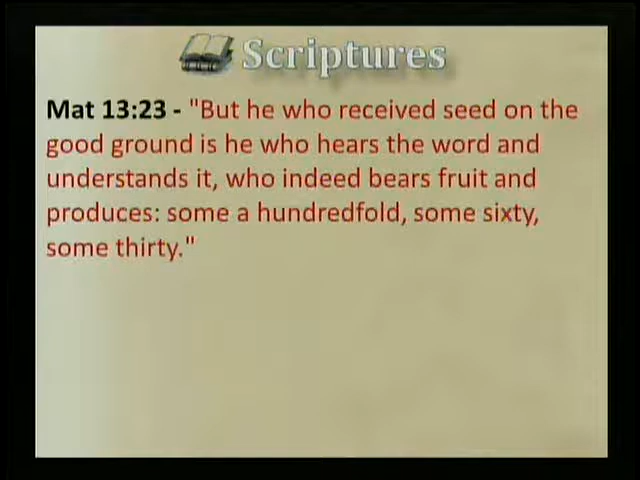 Scriptures
Mat 13:23 - "But he who received seed on the
good ground is he who hears the word and
understands it, who indeed bears fruit and
produces: some a hundredfold, some sixty,
some thirty."